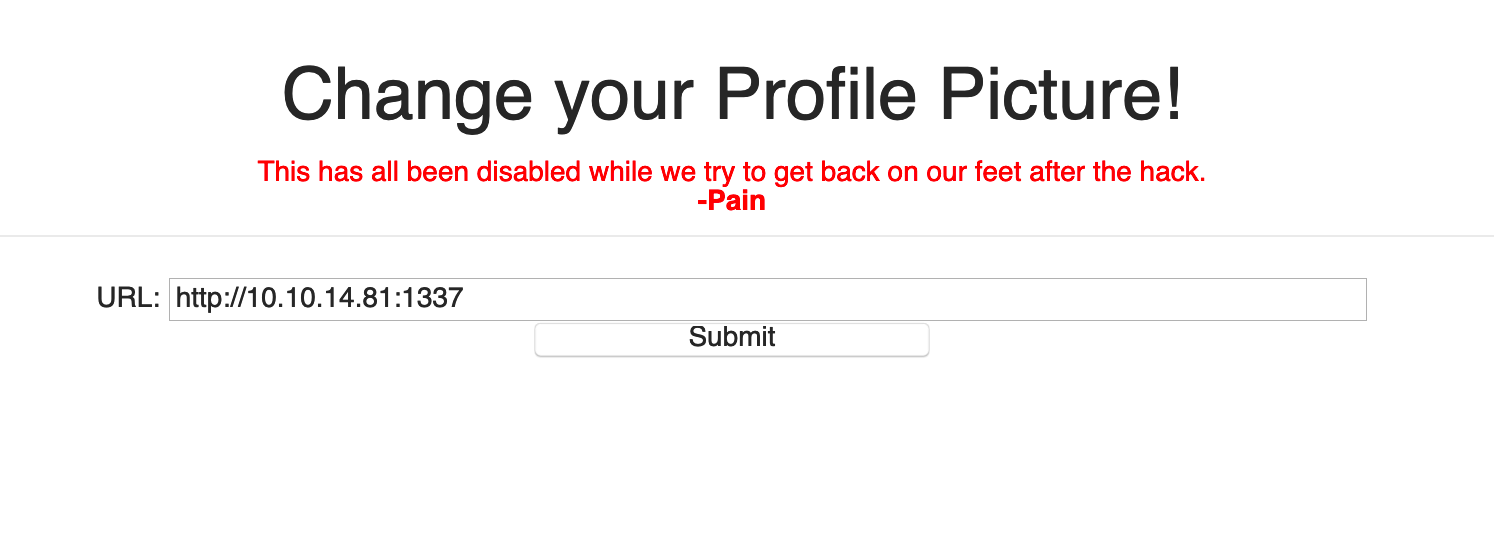 Change your Profile Picture!
This has all been disabled while we try to get back on our feet after the hack.
-Pain
URL: http://10.10.14.81:1337
Submit